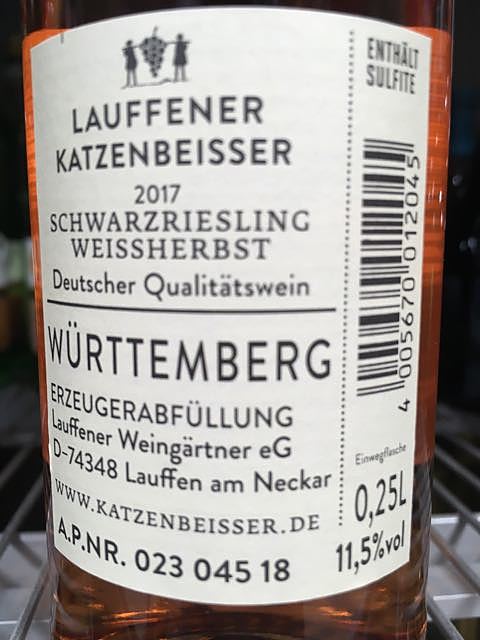 LAUFFENER
KATZENBEISSER
2017
SCHWARZRIESLING
WEISSHERBST
Deutscher Qualitätswein
WÜRTTEMBERG
ERZEUGERABFÜLLUNG
Lauffener Weingärtner eG
D-74348 Lauffen am Neckar
WWW.KATZENBEISSER.DE
A.P.NR. 023 045 18
ENTHÄLT
SULFITE
4 005670 012045
Einwegflasche
0,25L
11,5%vol